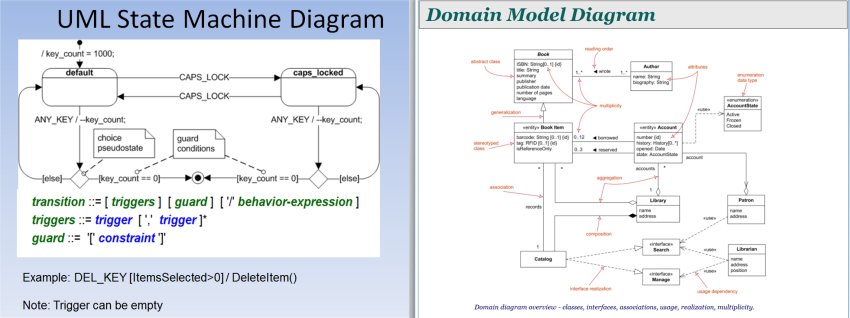 UML State Machine Diagram
/ key_count = 1000;
default
caps_locked
CAPS_LOCK
CAPS_LOCK
ANY_KEY / --key_count;
ANY_KEY / --key_count;
choice
pseudostate
guard
conditions
[else]
[key_count == 0]
[key_count == 0]
[else]
transition ::= [ triggers ] [ guard ] [ '/' behavior-expression ]
triggers ::= trigger [ ',' trigger ]*
guard ::= '[' constraint ']'
Example: DEL_KEY [ItemsSelected>0] / DeleteItem()
Note: Trigger can be empty
Domain Model Diagram
abstract class
Book
ISBN: String[0..1] {id}
title: String
summary
publisher
publication date
number of pages
language
reading order
1..*
wrote
1..*
Author
name: String
biography: String
attributes
enumeration
data type
«enumeration»
AccountState
Active
Frozen
Closed
«use»
generalization
multiplicity
stereotyped
class
«entity» Book Item
barcode: String [0..1] {id}
tag: RFID [0..1] {id}
isReferenceOnly
0..12
borrowed
0..3
reserved
«entity» Account
number {id}
history: History[0..*]
opened: Date
state: AccountState
account
accounts
*
*
*
aggregation
association
records
composition
Library
name
address
Patron
name
address
1
1
Catalog
«interface»
Search
«interface»
Manage
«use»
«use»
«use»
Librarian
name
address
position
interface realization
usage dependency
Domain diagram overview - classes, interfaces, associations, usage, realization, multiplicity.